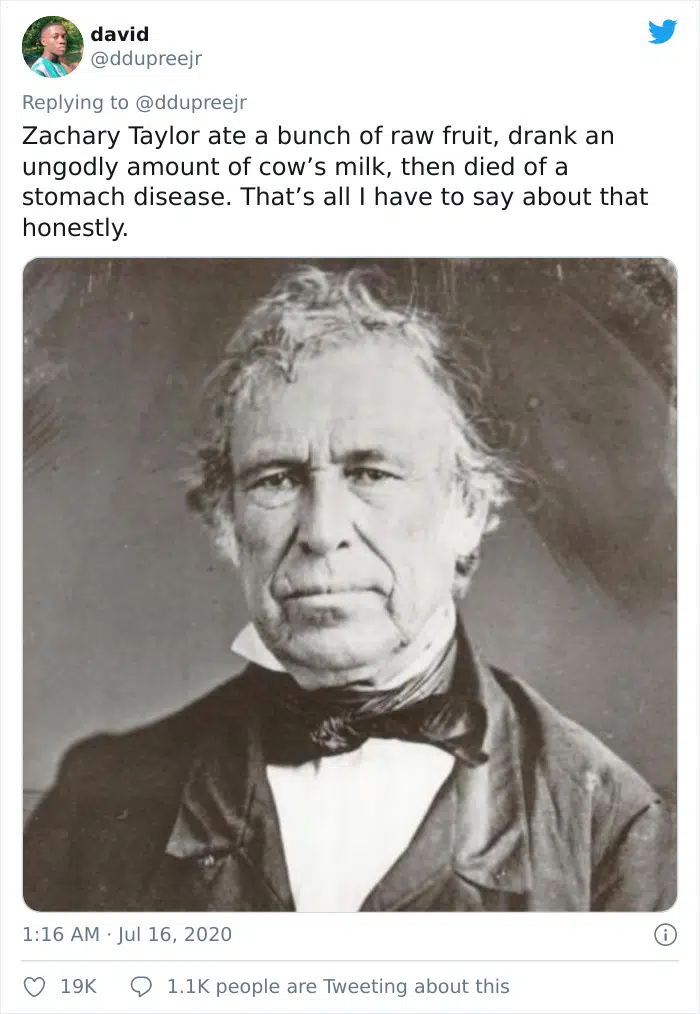 david
@ddupreejr
Replying to @ddupreejr
Zachary Taylor ate a bunch of raw fruit, drank an
ungodly amount of cow’s milk, then died of a
stomach disease. That’s all I have to say about that
honestly.
1:16 AM · Jul 16, 2020
19K
1.1K people are Tweeting about this